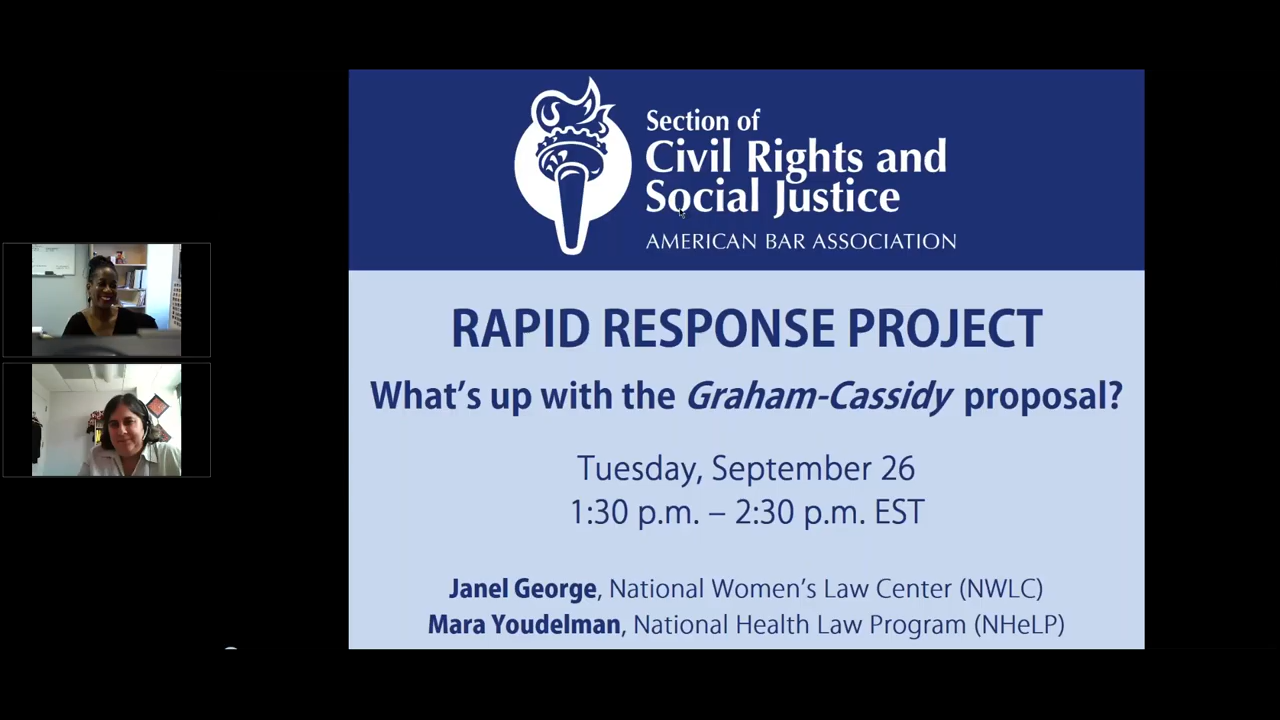 Section of
Civil Rights and
Social Justice
AMERICAN BAR ASSOCIATION
RAPID RESPONSE PROJECT
What's up with the Graham-Cassidy proposal?
Tuesday, September 26
1:30 p.m. – 2:30 p.m. EST
Janel George, National Women's Law Center (NWLC)
Mara Youdelman, National Health Law Program (NHeLP)